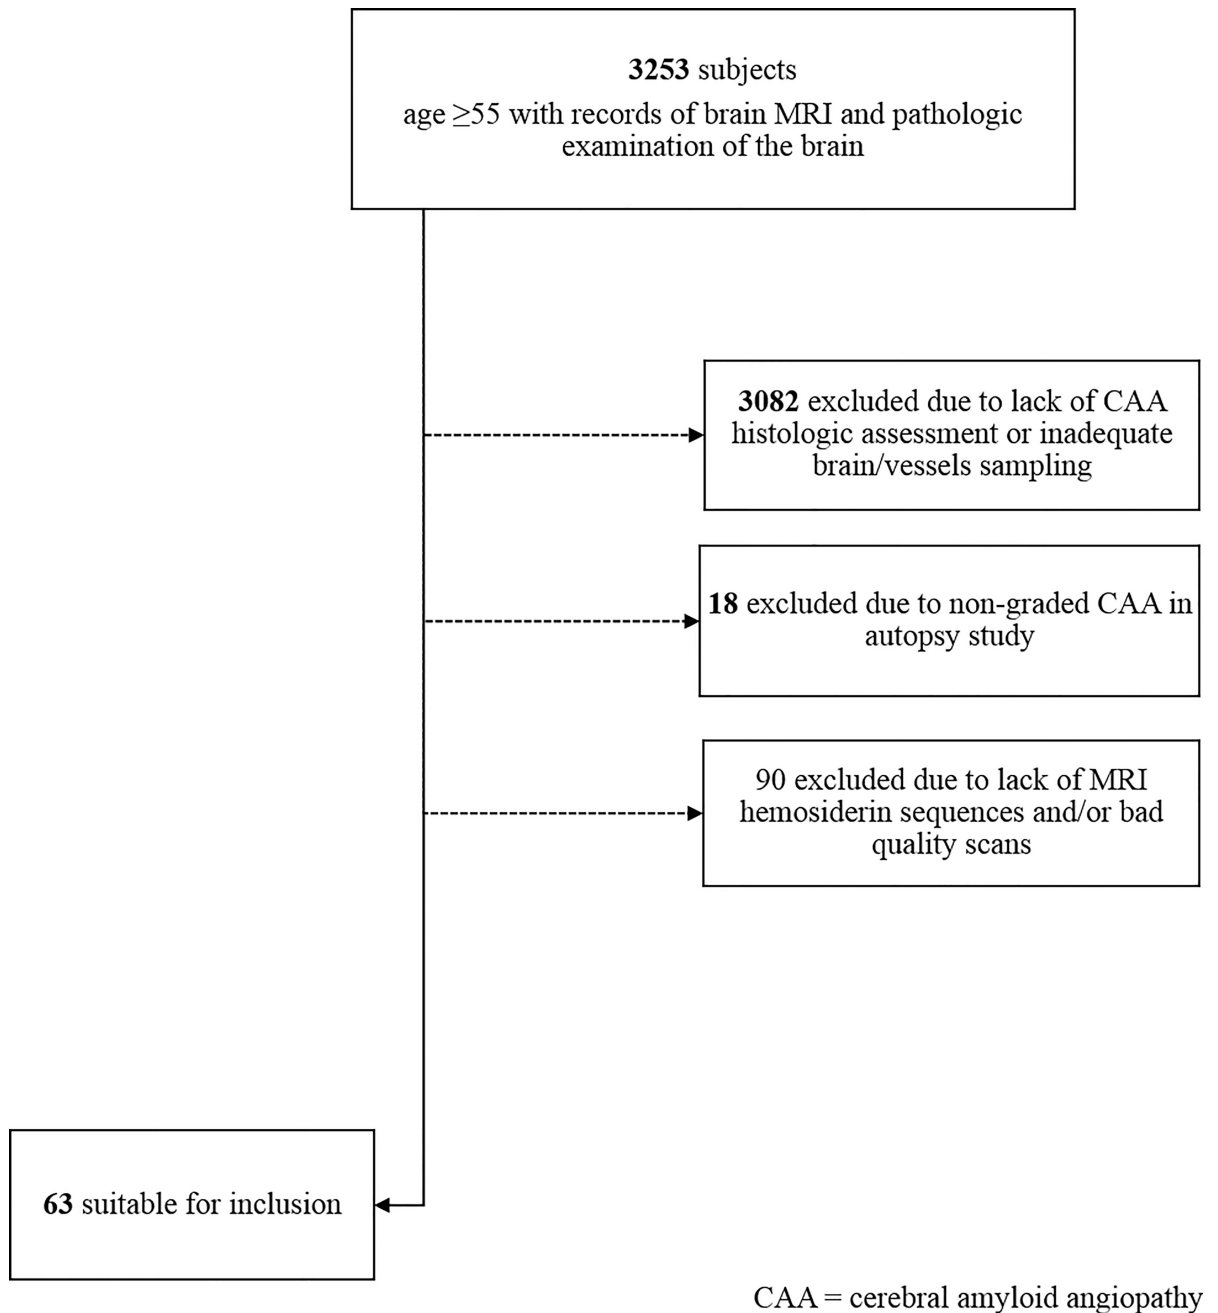 3253 subjects
age ≥55 with records of brain MRI and pathologic
examination of the brain
3082 excluded due to lack of CAA
histologic assessment or inadequate
brain/vessels sampling
18 excluded due to non-graded CAA in
autopsy study
90 excluded due to lack of MRI
hemosiderin sequences and/or bad
quality scans
63 suitable for inclusion
CAA = cerebral amyloid angiopathy